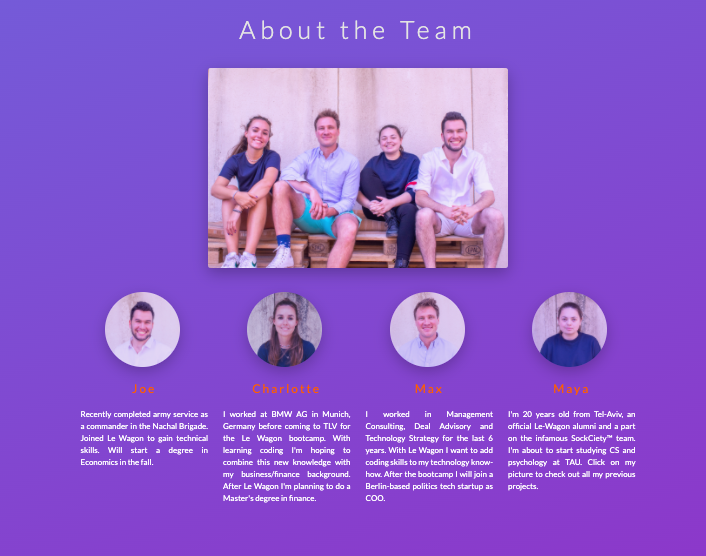 About the Team
Joe
Recently completed army service as
a commander in the Nachal Brigade.
Joined Le Wagon to gain technical
skills. Will start a degree in
Economics in the fall.
Charlotte
I worked at BMW AG in Munich,
Germany before coming to TLV for
the Le Wagon bootcamp. With
learning coding I'm hoping to
combine this new knowledge with
my business/finance background.
After Le Wagon I'm planning to do a
Master's degree in finance.
Max
I worked in Management
Consulting, Deal Advisory and
Technology Strategy for the last 6
years. With Le Wagon I want to add
coding skills to my technology know-
how. After the bootcamp I will join a
Berlin-based politics tech startup as
COO.
Maya
I'm 20 years old from Tel-Aviv, an
official Le-Wagon alumni and a part
on the infamous SockCiety™ team.
I'm about to start studying CS and
psychology at TAU. Click on my
picture to check out all my previous
projects.